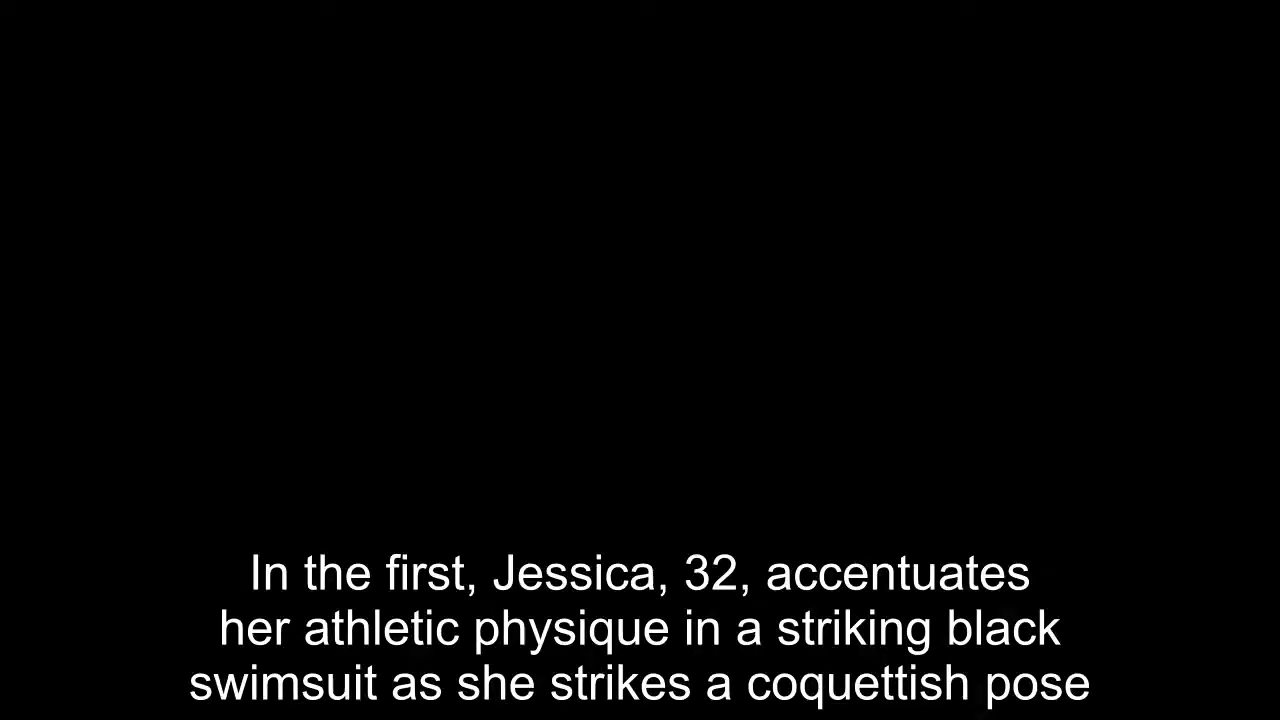 In the first, Jessica, 32, accentuates
her athletic physique in a striking black
swimsuit as she strikes a coquettish pose